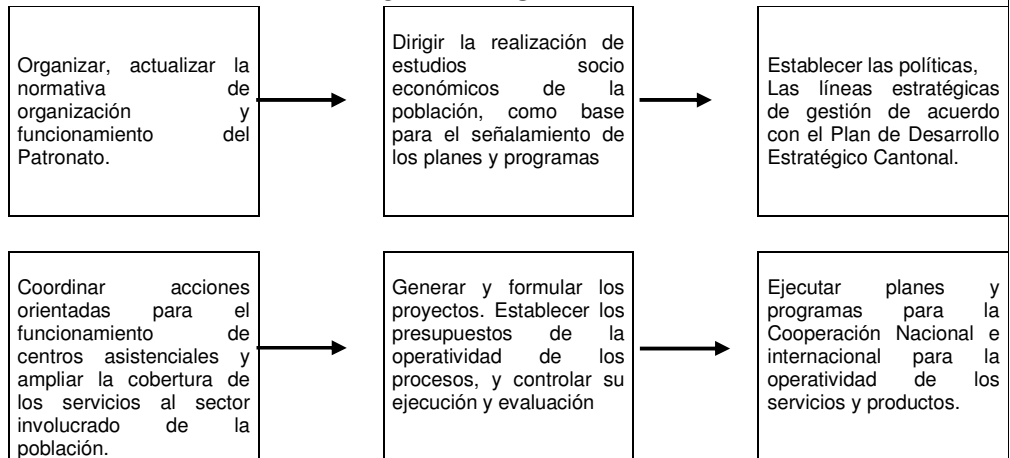 Organizar, actualizar la
normativa de
organización y
funcionamiento del
Patronato.
Dirigir la realización de
estudios socio
económicos de la
población, como base
para el señalamiento de
los planes y programas
Establecer las políticas,
Las líneas estratégicas
de gestión de acuerdo
con el Plan de Desarrollo
Estratégico Cantonal.
Coordinar acciones
orientadas para el
funcionamiento de
centros asistenciales y
ampliar la cobertura de
los servicios al sector
involucrado de la
población.
Generar y formular los
proyectos. Establecer los
presupuestos de la
operatividad de los
procesos, y controlar su
ejecución y evaluación
Ejecutar planes y
programas para la
Cooperación Nacional e
internacional para la
operatividad de los
servicios y productos.